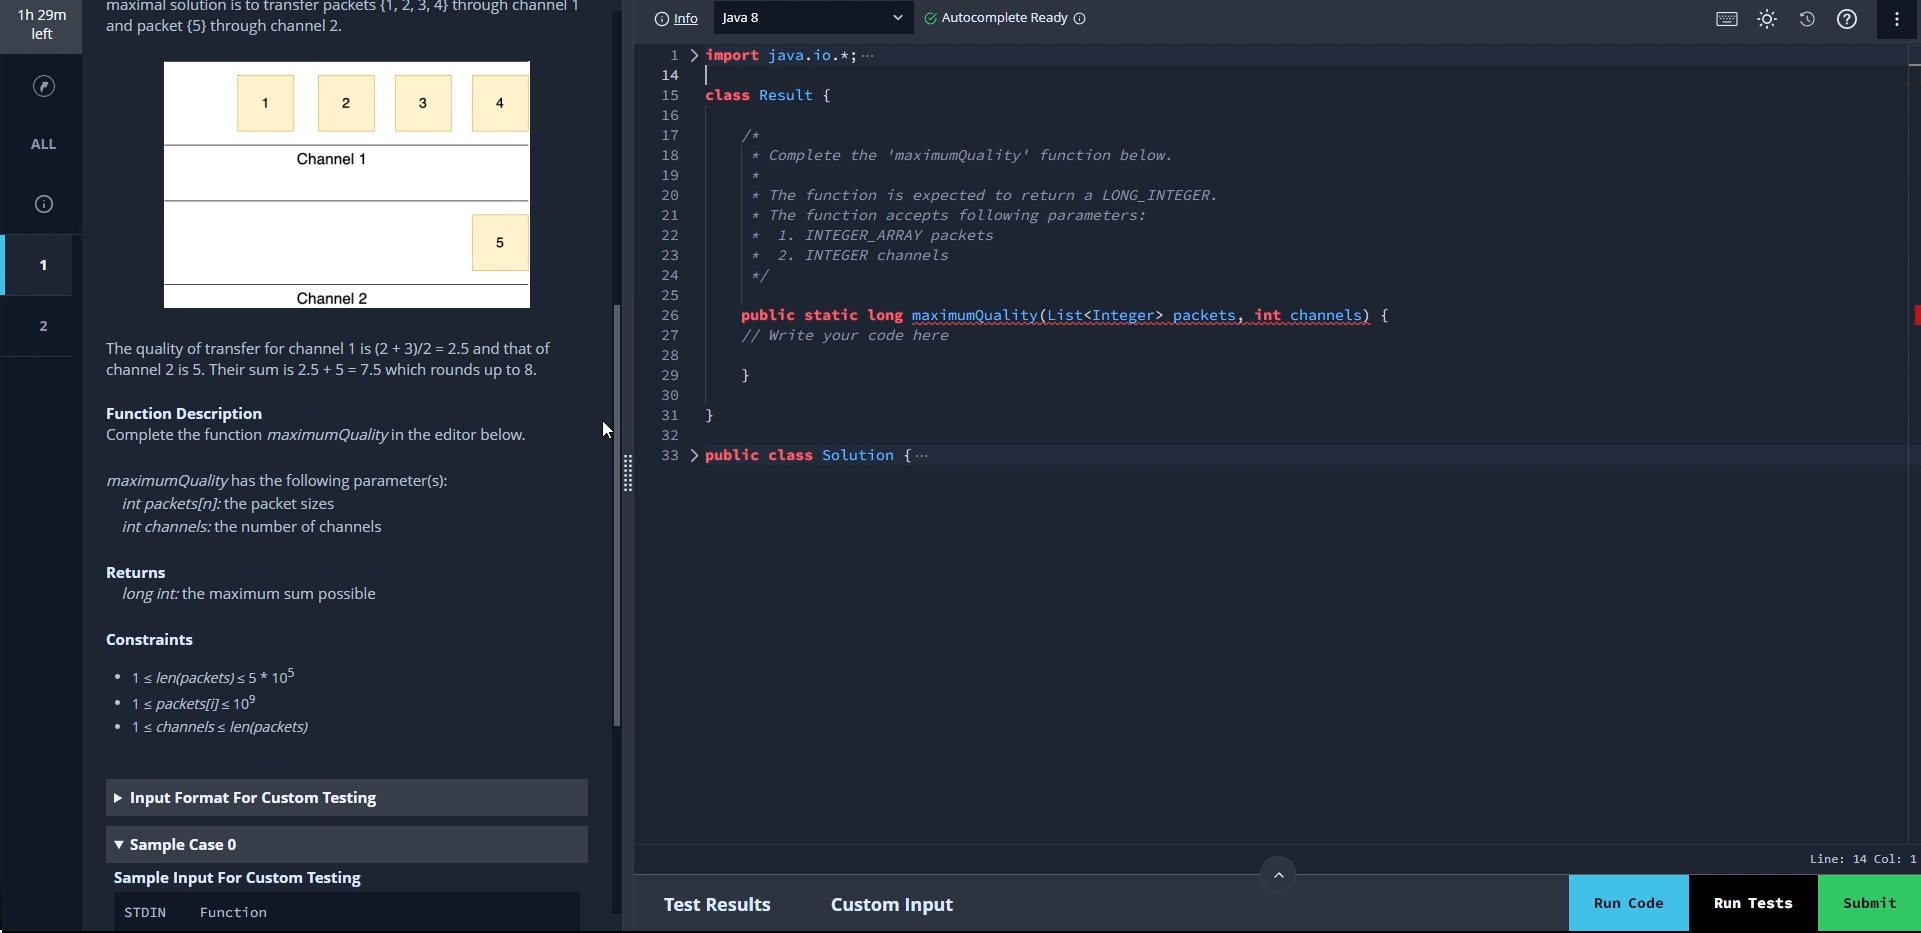 1h 29m
left
ALL
1
2
maximal solution is to transfer packets {1, 2, 3, 4} through channel 1
and packet {5} through channel 2.
1 2 3 4
Channel 1
5
Channel 2
The quality of transfer for channel 1 is (2 + 3)/2 = 2.5 and that of
channel 2 is 5. Their sum is 2.5 + 5 = 7.5 which rounds up to 8.
Function Description
Complete the function maximumQuality in the editor below.
maximumQuality has the following parameter(s):
int packets[n]: the packet sizes
int channels: the number of channels
Returns
long int: the maximum sum possible
Constraints
• 1 ≤ len(packets) ≤ 5 * 10⁵
• 1 ≤ packets[i] ≤ 10⁹
• 1 ≤ channels ≤ len(packets)
Input Format For Custom Testing
Sample Case 0
Sample Input For Custom Testing
STDIN Function
Info Java 8 Autocomplete Ready
1 import java.io.*; ...
14
15 class Result {
16
17 /*
18 * Complete the 'maximumQuality' function below.
19 *
20 * The function is expected to return a LONG_INTEGER.
21 * The function accepts following parameters:
22 * 1. INTEGER_ARRAY packets
23 * 2. INTEGER channels
24 */
25
26 public static long maximumQuality(List<Integer> packets, int channels) {
27 // Write your code here
28
29 }
30
31 }
32
33 public class Solution { ...
Line: 14 Col: 1
Test Results Custom Input Run Code Run Tests Submit